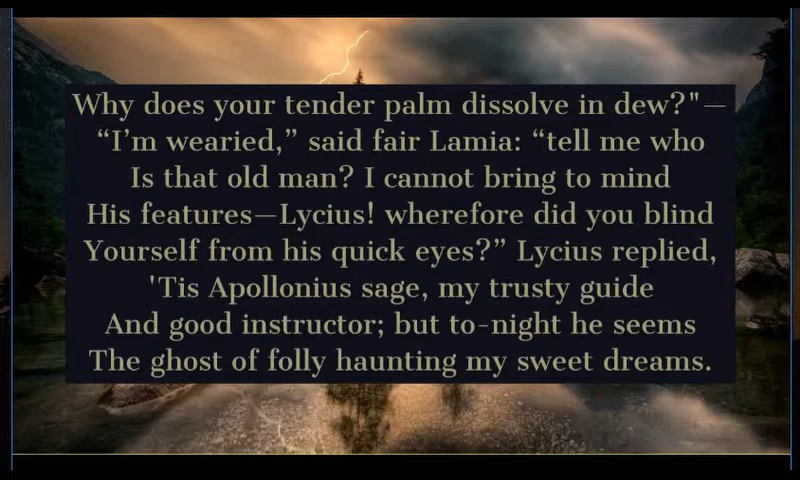 Why does your tender palm dissolve in dew?"—
“I’m wearied,” said fair Lamia: “tell me who
Is that old man? I cannot bring to mind
His features—Lycius! wherefore did you blind
Yourself from his quick eyes?” Lycius replied,
'Tis Apollonius sage, my trusty guide
And good instructor; but to-night he seems
The ghost of folly haunting my sweet dreams.